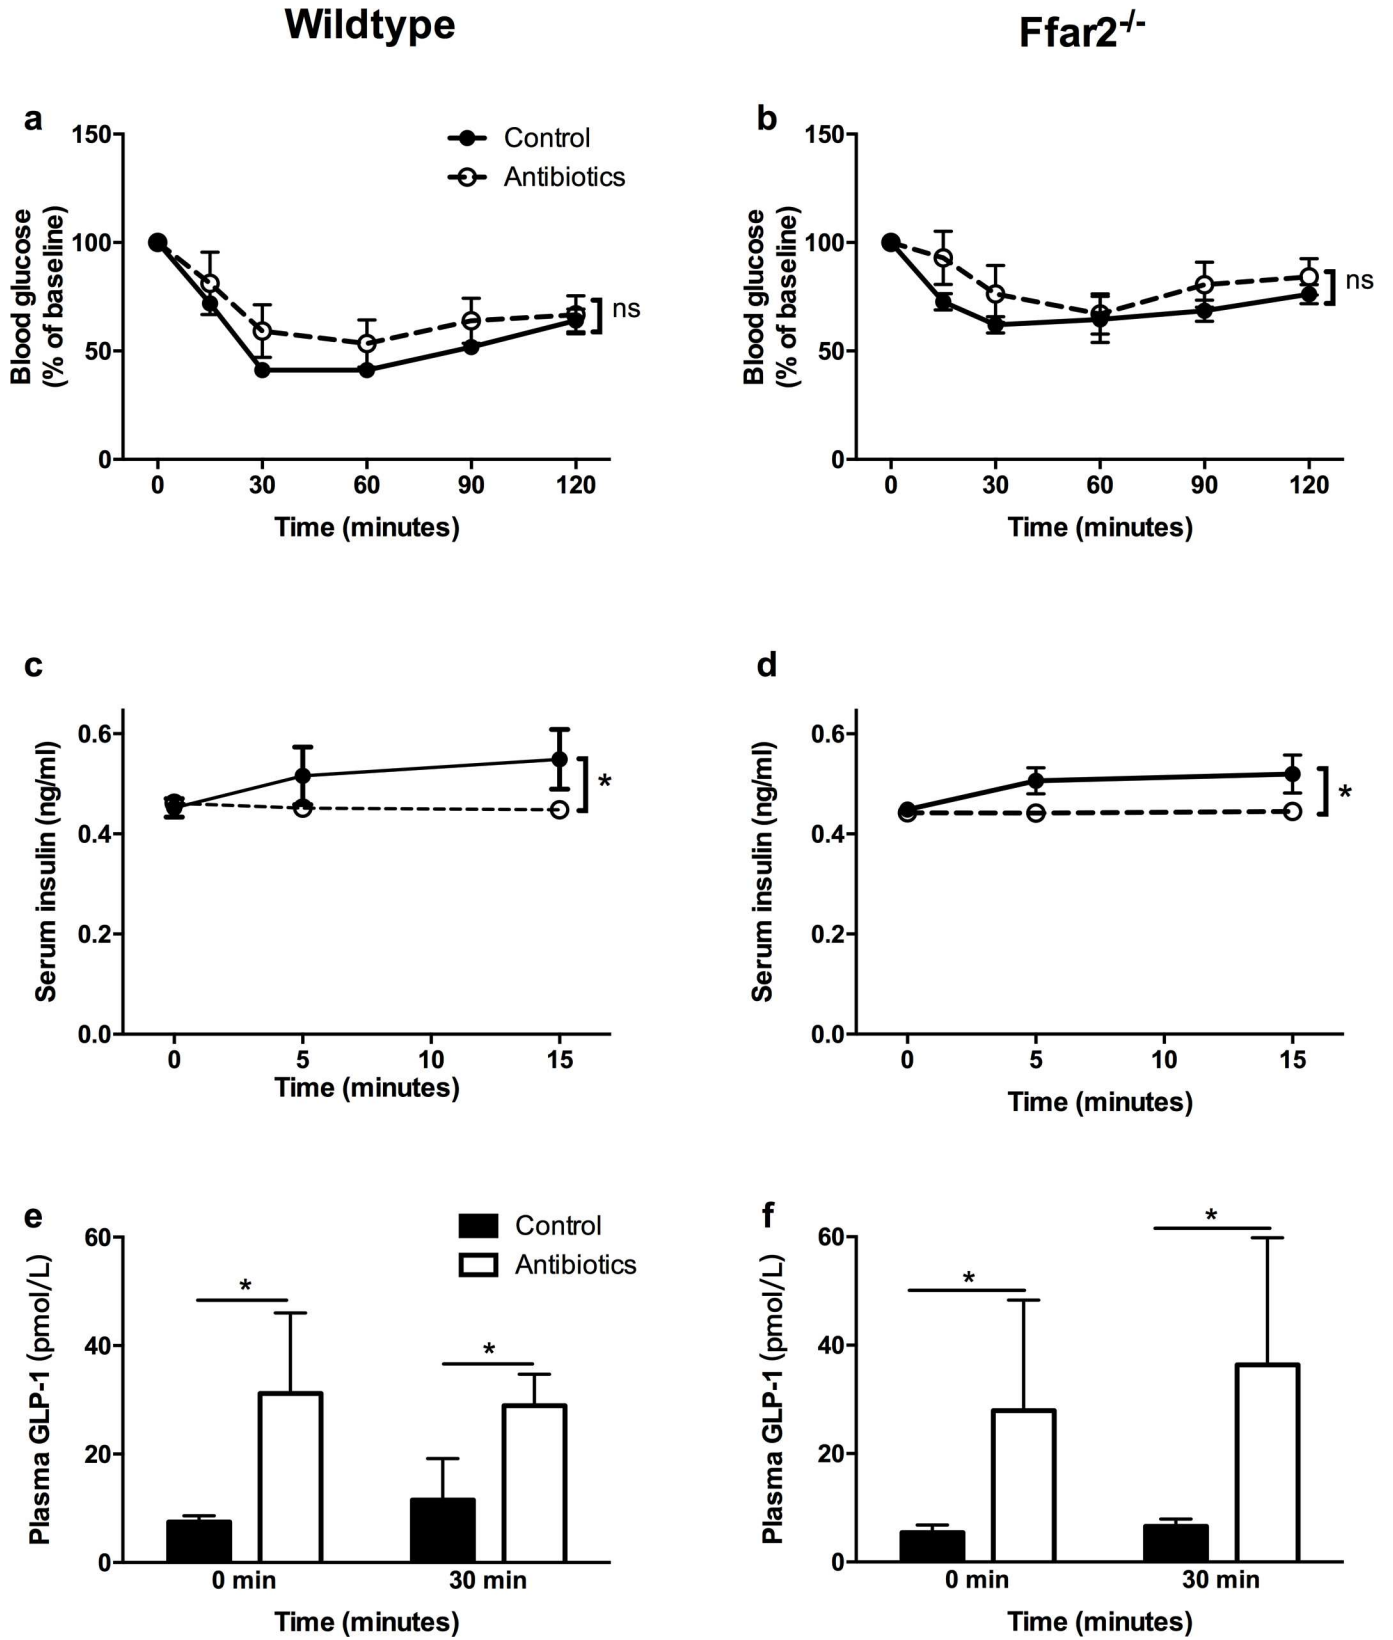 Wildtype
Ffar2-/-
a
150
100
50
0
Blood glucose
(% of baseline)
Control
Antibiotics
ns
0 30 60 90 120
Time (minutes)
b
150
100
50
0
Blood glucose
(% of baseline)
ns
0 30 60 90 120
Time (minutes)
c
0.6
0.4
0.2
0.0
Serum insulin (ng/ml)
*
0 5 10 15
Time (minutes)
d
0.6
0.4
0.2
0.0
Serum insulin (ng/ml)
*
0 5 10 15
Time (minutes)
e
60
40
20
0
Plasma GLP-1 (pmol/L)
Control
Antibiotics
*
*
0 min 30 min
Time (minutes)
f
60
40
20
0
Plasma GLP-1 (pmol/L)
*
*
0 min 30 min
Time (minutes)